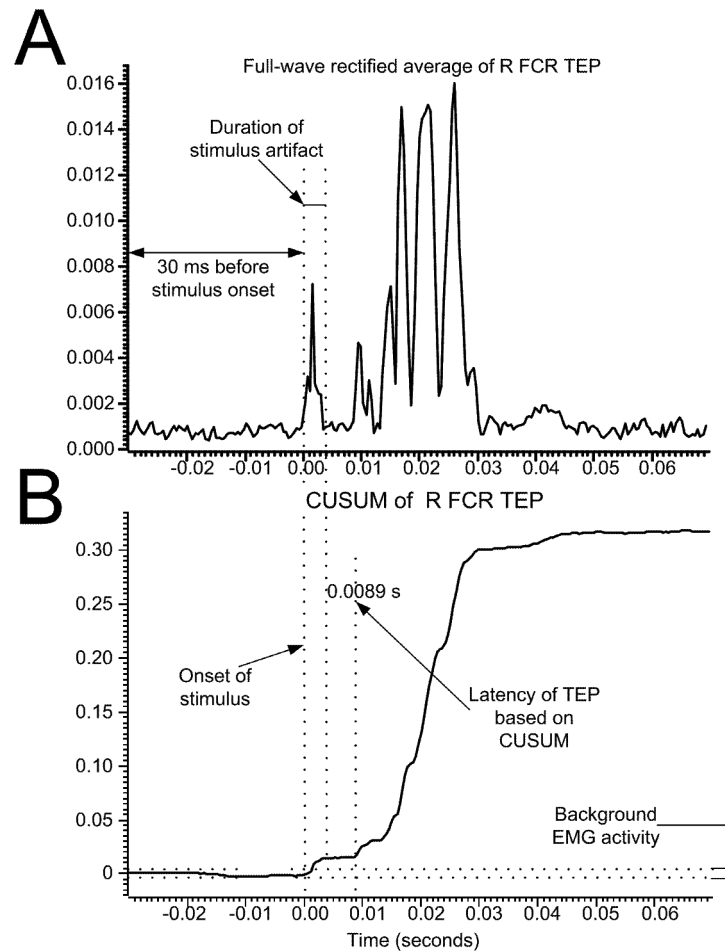 A
Full-wave rectified average of R FCR TEP
0.016
0.014
0.012
0.010
0.008
0.006
0.004
0.002
0.000
Duration of
stimulus artifact
30 ms before
stimulus onset
-0.02 -0.01 0.00 0.01 0.02 0.03 0.04 0.05 0.06
B
CUSUM of R FCR TEP
0.30
0.25
0.20
0.15
0.10
0.05
0
0.0089 s
Onset of
stimulus
Latency of TEP
based on
CUSUM
Background
EMG activity
-0.02 -0.01 0.00 0.01 0.02 0.03 0.04 0.05 0.06
Time (seconds)